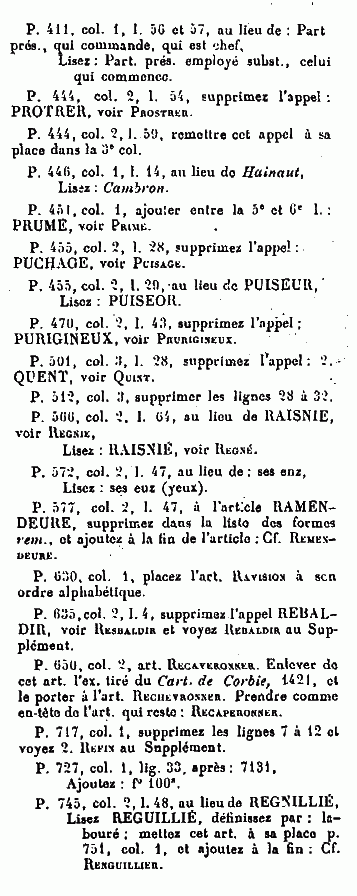 P. 411, col. 1, l. 56 et 57, au lieu de : Part
prés., qui commande, qui est chef,
Lisez : Part. prés. employé subst., celui
qui commence.
P. 444, col. 2, l. 54, supprimez l'appel :
PROTRER, voir PROSTRER.
P. 444, col. 2, l. 59, remettre cet appel à sa
place dans la 3e col.
P. 446, col. 1, l. 14, au lieu de Hainaut,
Lisez : Cambron.
P. 451, col. 1, ajouter entre la 5e et 6e l. :
PRUME, voir PRIME.
P. 455, col. 2, l. 28, supprimez l'appel :
PUCHAGE, voir PUISAGE.
P. 455, col. 2, l. 29, au lieu de PUISEUR,
Lisez : PUISEOR.
P. 470, col. 2, l. 43, supprimez l'appel ;
PURIGINEUX, voir PRURIGINEUX.
P. 501, col. 3, l. 28, supprimez l'appel : 2.
QUENT, voir QUINT.
P. 512, col. 3, supprimer les lignes 28 à 32.
P. 566, col. 2, l. 64, au lieu de RAISNIE,
voir REGNIE,
Lisez : RAISNIÉ, voir REGNÉ.
P. 572, col. 2, l. 47, au lieu de : ses enz,
Lisez : ses euz (yeux).
P. 577, col. 2, l. 47, à l'article RAMEN-
DEURE, supprimez dans la liste des formes
rem., et ajoutez à la fin de l'article : Cf. REMEN-
DEURE.
P. 630, col. 1, placez l'art. RAVISION à son
ordre alphabétique.
P. 635, col. 2, l. 4, supprimez l'appel REBAL-
DIR, voir RESBALDIR et voyez REBALDIR au Sup-
plément.
P. 650, col. 2, art. RECAVERONNER. Enlever de
cet art. l'ex. tiré du Cart. de Corbie, 1421, et
le porter à l'art. RECHEVRONNER. Prendre comme
en-tête de l'art. qui reste : RECAPERONNER.
P. 717, col. 1, supprimez les lignes 7 à 12 et
voyez 2. REFIX au Supplément.
P. 727, col. 1, lig. 33, après : 7131,
Ajoutez : f° 100a.
P. 745, col. 2, l. 48, au lieu de REGNILLIÉ,
Lisez REGUILLIÉ, définissez par : la-
bouré ; mettez cet art. à sa place p.
751, col. 1, et ajoutez à la fin : Cf.
RENGUILLIER.